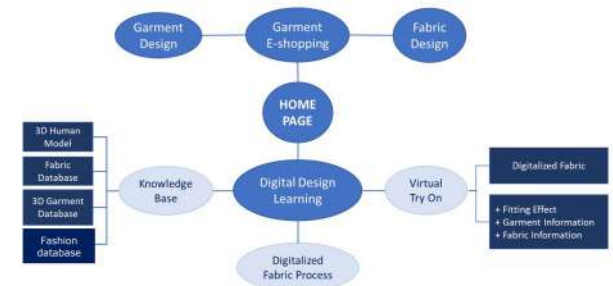 Garment
Design
Garment
E-shopping
Fabric
Design
HOME
PAGE
3D Human
Model
Fabric
Database
3D Garment
Database
Fashion
database
Knowledge
Base
Digital Design
Learning
Virtual
Try On
Digitalized Fabric
+ Fitting Effect
+ Garment Information
+ Fabric Information
Digitalized
Fabric Process